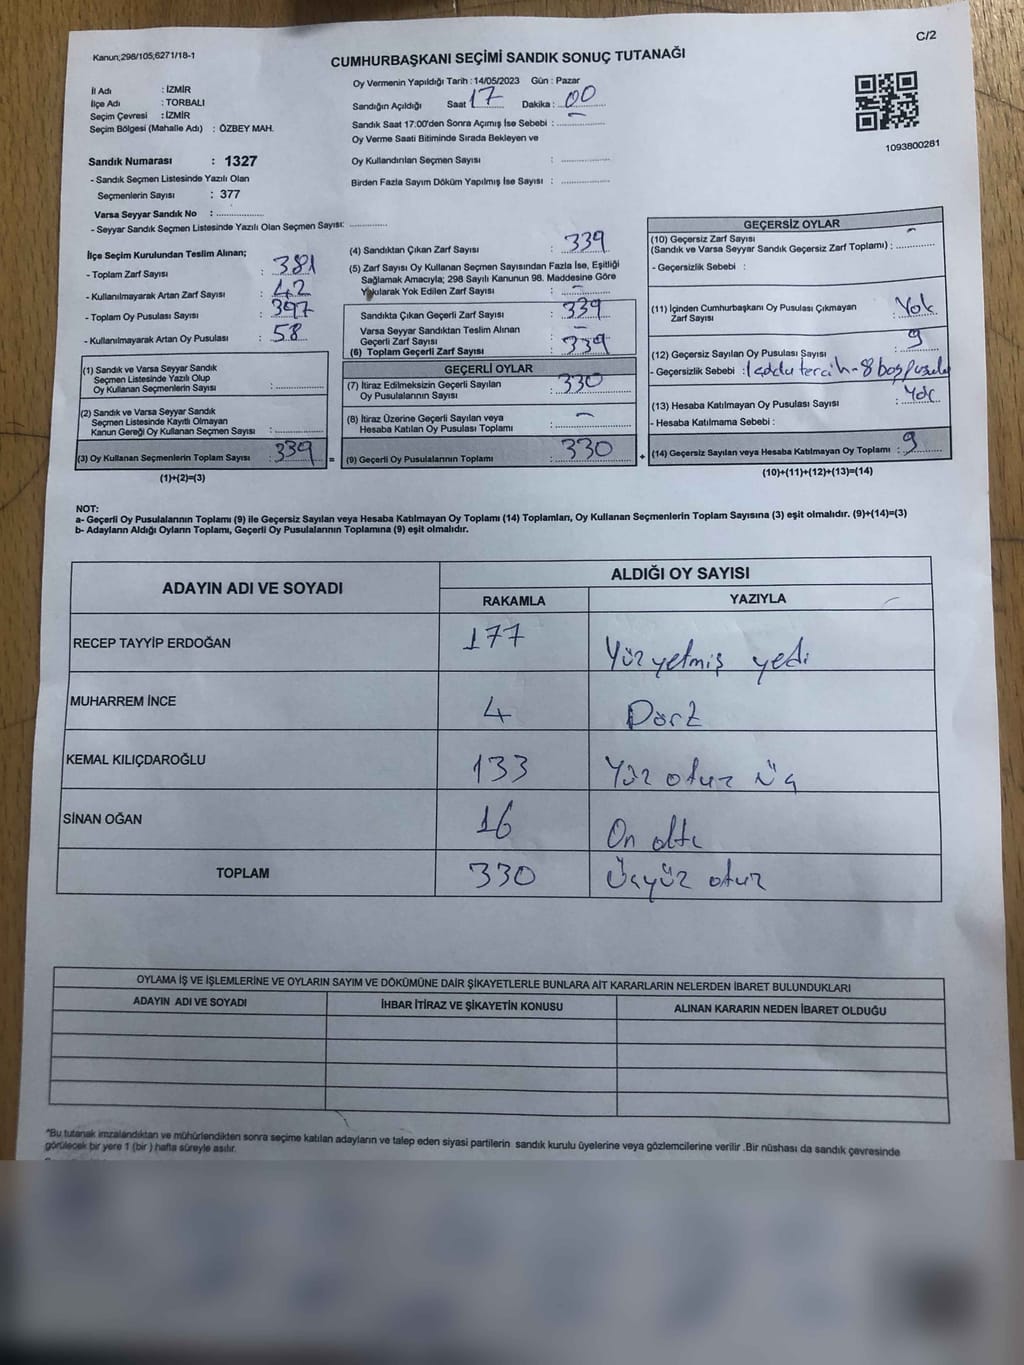 Kanun;298/105,6271/18-1
C/2
CUMHURBAŞKANI SEÇİMİ SANDIK SONUÇ TUTANAĞI
İl Adı : İZMİR
İlçe Adı : TORBALI
Seçim Çevresi : İZMİR
Seçim Bölgesi (Mahalle Adı) : ÖZBEY MAH.
Sandık Numarası : 1327
- Sandık Seçmen Listesinde Yazılı Olan
Seçmenlerin Sayısı : 377
Varsa Seyyar Sandık No : ................
- Seyyar Sandık Seçmen Listesinde Yazılı Olan Seçmen Sayısı: ............
Oy Vermenin Yapıldığı Tarih : 14/05/2023 Gün : Pazar
Sandığın Açıldığı Saat 17 Dakika : 00
Sandık Saat 17:00'den Sonra Açımış İse Sebebi : ............
Oy Verme Saati Bitiminde Sırada Bekleyen ve
Oy Kullandırılan Seçmen Sayısı : ............
Birden Fazla Sayım Döküm Yapılmış İse Sayısı : ............
1093800281
İlçe Seçim Kurulundan Teslim Alınan;
- Toplam Zarf Sayısı : 381
- Kullanılmayarak Artan Zarf Sayısı : 42
- Toplam Oy Pusulası Sayısı : 397
- Kullanılmayarak Artan Oy Pusulası : 58
(1) Sandık ve Varsa Seyyar Sandık
Seçmen Listesinde Yazılı Olup
Oy Kullanan Seçmenlerin Sayısı : ............
(2) Sandık ve Varsa Seyyar Sandık
Seçmen Listesinde Kayıtlı Olmayan
Kanun Gereği Oy Kullanan Seçmen Sayısı : ............
(3) Oy Kullanan Seçmenlerin Toplam Sayısı : 339 =
(1)+(2)=(3)
(4) Sandıktan Çıkan Zarf Sayısı : 339
(5) Zarf Sayısı Oy Kullanan Seçmen Sayısından Fazla İse, Eşitliği
Sağlamak Amacıyla; 298 Sayılı Kanunun 98. Maddesine Göre
Yakılarak Yok Edilen Zarf Sayısı : -
Sandıkta Çıkan Geçerli Zarf Sayısı : 339
Varsa Seyyar Sandıktan Teslim Alınan
Geçerli Zarf Sayısı : -
(6) Toplam Geçerli Zarf Sayısı : 339
GEÇERLİ OYLAR
(7) İtiraz Edilmeksizin Geçerli Sayılan
Oy Pusulalarının Sayısı : 330
(8) İtiraz Üzerine Geçerli Sayılan veya
Hesaba Katılan Oy Pusulası Toplamı : -
(9) Geçerli Oy Pusulalarının Toplamı : 330 +
GEÇERSİZ OYLAR
(10) Geçersiz Zarf Sayısı
(Sandık ve Varsa Seyyar Sandık Geçersiz Zarf Toplamı) : -
- Geçersizlik Sebebi :
(11) İçinden Cumhurbaşkanı Oy Pusulası Çıkmayan
Zarf Sayısı : Yok
(12) Geçersiz Sayılan Oy Pusulası Sayısı : 9
- Geçersizlik Sebebi : 8 boş pusula
(13) Hesaba Katılmayan Oy Pusulası Sayısı : Yok
- Hesaba Katılmama Sebebi :
(14) Geçersiz Sayılan veya Hesaba Katılmayan Oy Toplamı : 9
(10)+(11)+(12)+(13)=(14)
NOT:
a- Geçerli Oy Pusulalarının Toplamı (9) ile Geçersiz Sayılan veya Hesaba Katılmayan Oy Toplamı (14) Toplamları, Oy Kullanan Seçmenlerin Toplam Sayısına (3) eşit olmalıdır. (9)+(14)=(3)
b- Adayların Aldığı Oyların Toplamı, Geçerli Oy Pusulalarının Toplamına (9) eşit olmalıdır.
ADAYIN ADI VE SOYADI
ALDIĞI OY SAYISI
RAKAMLA YAZIYLA
RECEP TAYYİP ERDOĞAN 177 Yüz yetmiş yedi
MUHARREM İNCE 4 Dört
KEMAL KILIÇDAROĞLU 133 Yüz otuz üç
SİNAN OĞAN 16 On altı
TOPLAM 330 Üçyüz otuz
OYLAMA İŞ VE İŞLEMLERİNE VE OYLARIN SAYIM VE DÖKÜMÜNE DAİR ŞİKAYETLERLE BUNLARA AİT KARARLARIN NELERDEN İBARET BULUNDUKLARI
ADAYIN ADI VE SOYADI İHBAR İTİRAZ VE ŞİKAYETİN KONUSU ALINAN KARARIN NEDEN İBARET OLDUĞU
*Bu tutanak imzalandıktan ve mühürlendikten sonra seçime katılan adayların ve talep eden siyasi partilerin sandık kurulu üyelerine veya gözlemcilerine verilir .Bir nüshası da sandık çevresinde
görülecek bir yere 1 (bir ) hafta süreyle asılır.